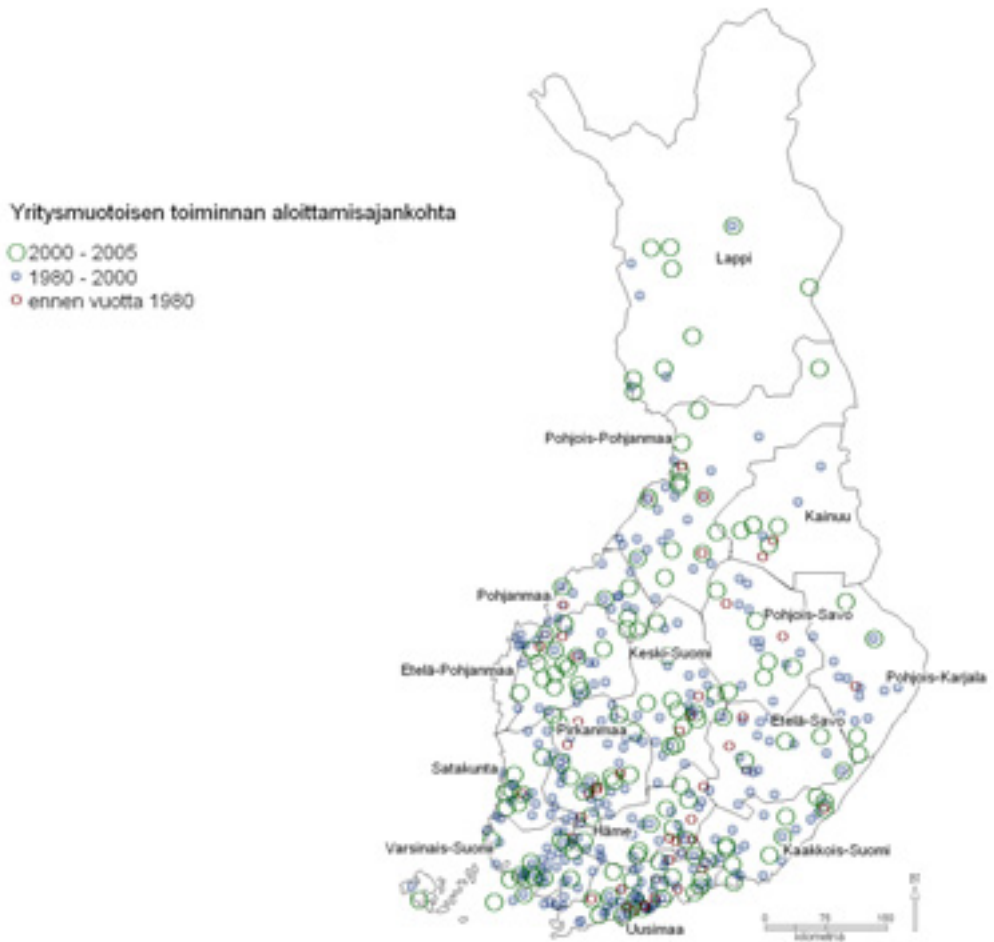 Yritysmuotoisen toiminnan aloittamisajankohta
2000 - 2005
1980 - 2000
ennen vuotta 1980
Lappi
Pohjois-Pohjanmaa
Kainuu
Pohjanmaa
Pohjois-Savo
Keski-Suomi
Etelä-Pohjanmaa
Pohjois-Karjala
Etelä-Savo
Pirkanmaa
Satakunta
Häme
Varsinais-Suomi
Kaakkois-Suomi
Uusimaa
0 75 150
kilometriä